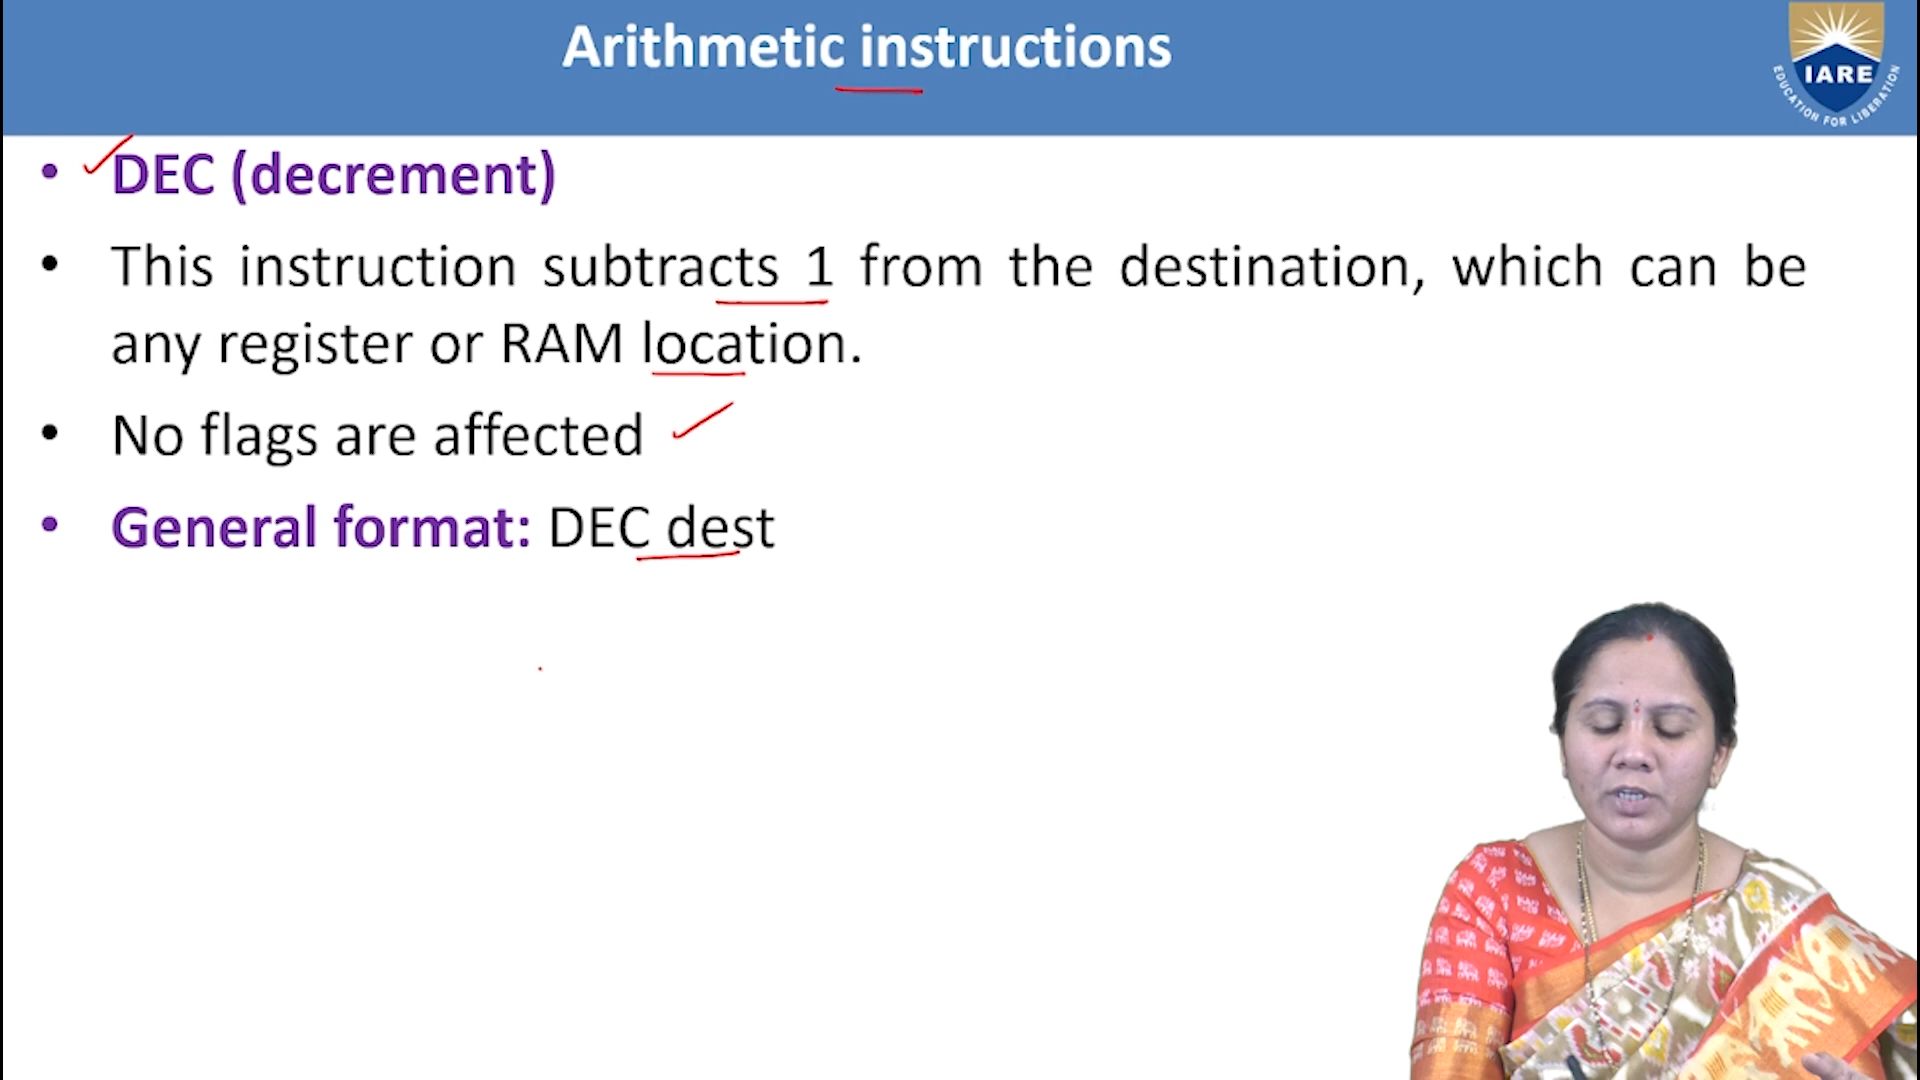 Arithmetic instructions
IARE
EDUCATION FOR LIBERATION
• DEC (decrement)
• This instruction subtracts 1 from the destination, which can be
any register or RAM location.
• No flags are affected
• General format: DEC dest